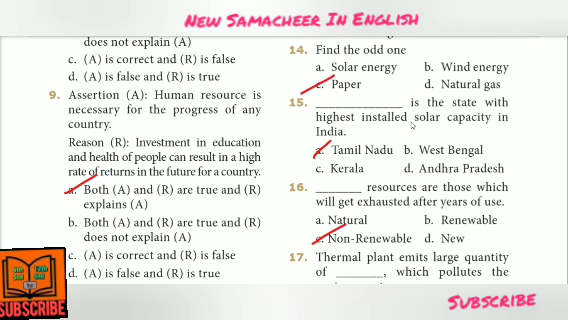 New Samacheer In English
does not explain (A)
c. (A) is correct and (R) is false
d. (A) is false and (R) is true
9. Assertion (A): Human resource is
necessary for the progress of any
country.
Reason (R): Investment in education
and health of people can result in a high
rate of returns in the future for a country.
a. Both (A) and (R) are true and (R)
explains (A)
b. Both (A) and (R) are true and (R)
does not explain (A)
c. (A) is correct and (R) is false
d. (A) is false and (R) is true
14. Find the odd one
a. Solar energy b. Wind energy
c. Paper d. Natural gas
15. _____________ is the state with
highest installed solar capacity in
India.
a. Tamil Nadu b. West Bengal
c. Kerala d. Andhra Pradesh
16. _______ resources are those which
will get exhausted after years of use.
a. Natural b. Renewable
c. Non-Renewable d. New
17. Thermal plant emits large quantity
of _______, which pollutes the
SUBSCRIBE
Subscribe